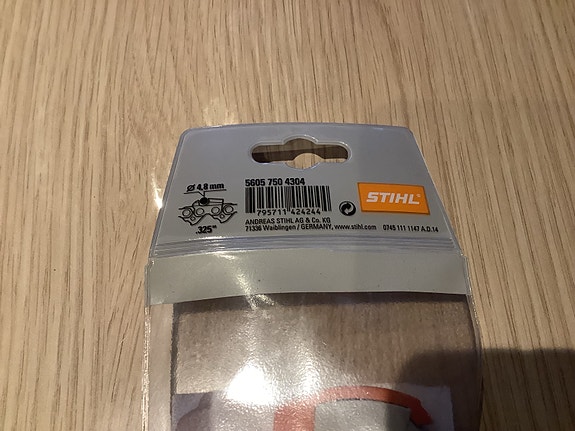 Ø 4,8 mm
.325"
5605 750 4304
795711 424244
ANDREAS STIHL AG & Co. KG
71336 Waiblingen / GERMANY, www.stihl.com
STIHL®
0745 111 1147 A.D.14